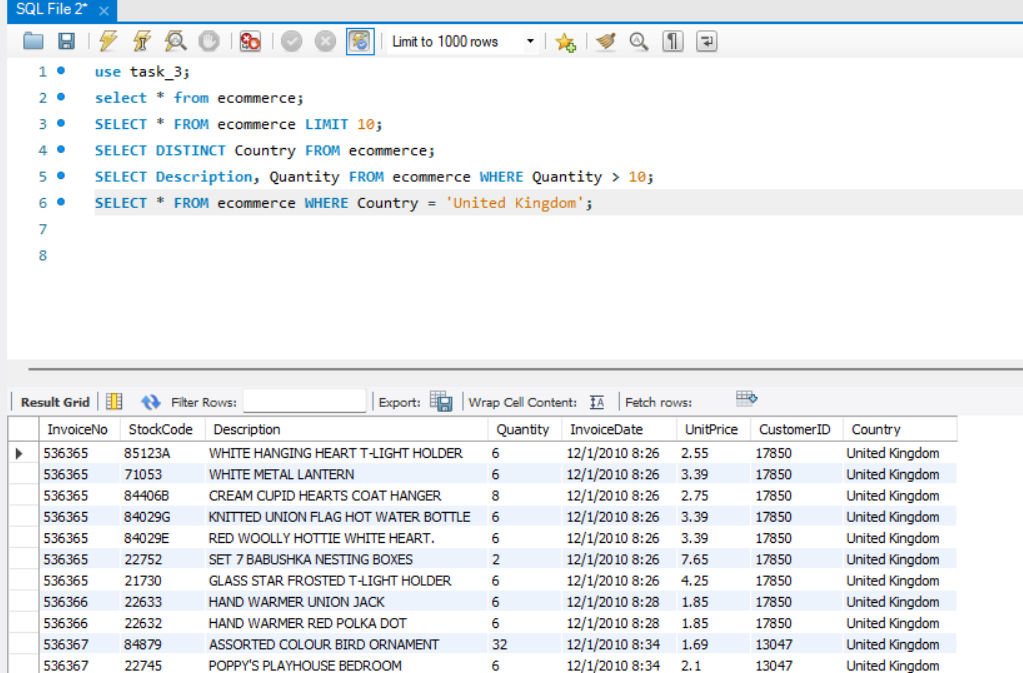 SQL File 2*
Limit to 1000 rows
1 use task_3;
2 select * from ecommerce;
3 SELECT * FROM ecommerce LIMIT 10;
4 SELECT DISTINCT Country FROM ecommerce;
5 SELECT Description, Quantity FROM ecommerce WHERE Quantity > 10;
6 SELECT * FROM ecommerce WHERE Country = 'United Kingdom';
7
8
Result Grid Filter Rows: Export: Wrap Cell Content: IA Fetch rows:
InvoiceNo StockCode Description Quantity InvoiceDate UnitPrice CustomerID Country
536365 85123A WHITE HANGING HEART T-LIGHT HOLDER 6 12/1/2010 8:26 2.55 17850 United Kingdom
536365 71053 WHITE METAL LANTERN 6 12/1/2010 8:26 3.39 17850 United Kingdom
536365 84406B CREAM CUPID HEARTS COAT HANGER 8 12/1/2010 8:26 2.75 17850 United Kingdom
536365 84029G KNITTED UNION FLAG HOT WATER BOTTLE 6 12/1/2010 8:26 3.39 17850 United Kingdom
536365 84029E RED WOOLLY HOTTIE WHITE HEART. 6 12/1/2010 8:26 3.39 17850 United Kingdom
536365 22752 SET 7 BABUSHKA NESTING BOXES 2 12/1/2010 8:26 7.65 17850 United Kingdom
536365 21730 GLASS STAR FROSTED T-LIGHT HOLDER 6 12/1/2010 8:26 4.25 17850 United Kingdom
536366 22633 HAND WARMER UNION JACK 6 12/1/2010 8:28 1.85 17850 United Kingdom
536366 22632 HAND WARMER RED POLKA DOT 6 12/1/2010 8:28 1.85 17850 United Kingdom
536367 84879 ASSORTED COLOUR BIRD ORNAMENT 32 12/1/2010 8:34 1.69 13047 United Kingdom
536367 22745 POPPY'S PLAYHOUSE BEDROOM 6 12/1/2010 8:34 2.1 13047 United Kingdom